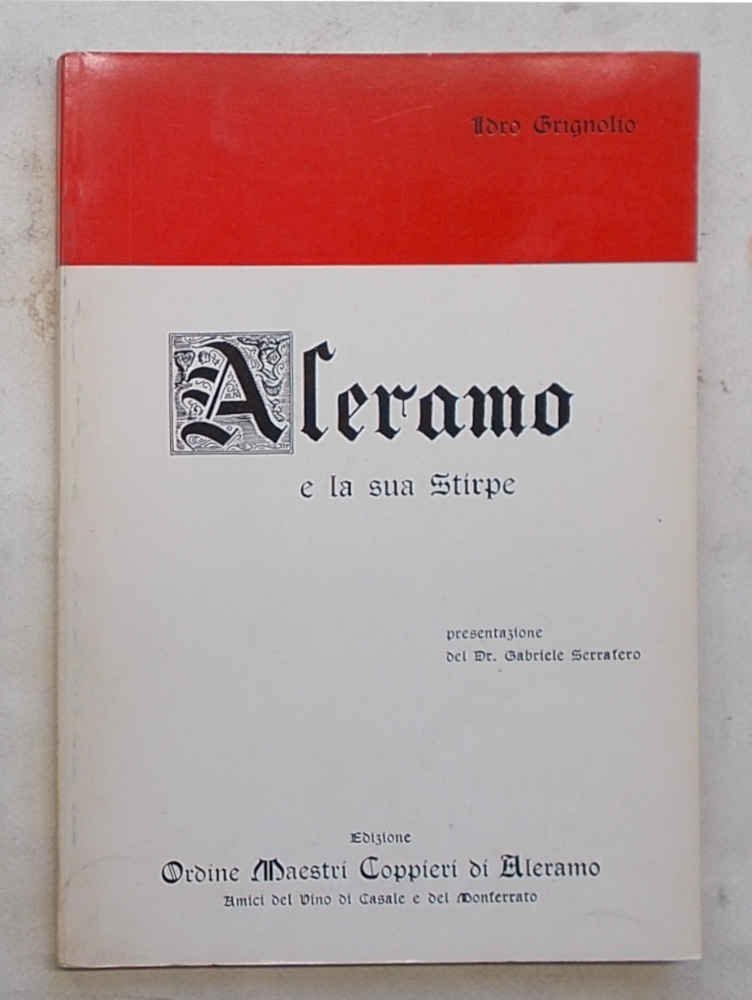 Idro Grignolio
Aleramo
e la sua Stirpe
presentazione
del Dr. Gabriele Serrafero
Edizione
Ordine Maestri Coppieri di Aleramo
Amici del Vino di Casale e del Monferrato